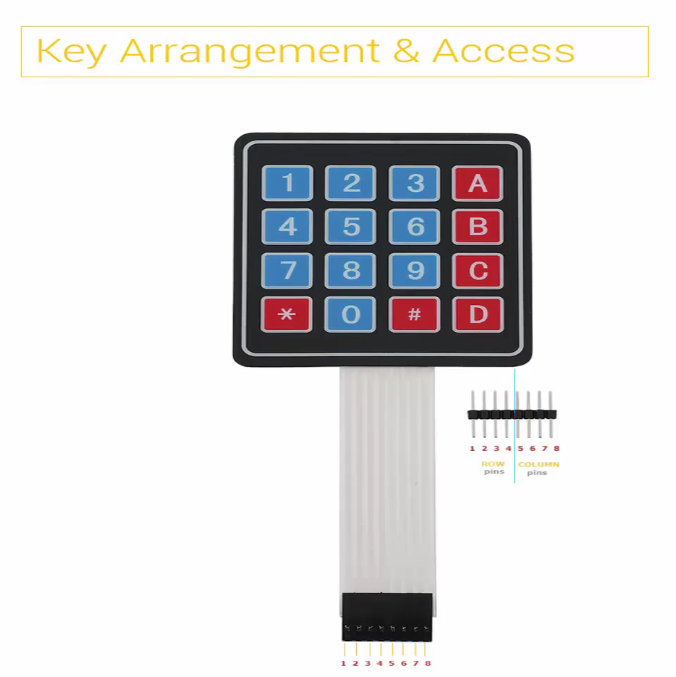 Key Arrangement & Access
1 2 3 A
4 5 6 B
7 8 9 C
* 0 # D
1 2 3 4 5 6 7 8
ROW COLUMN
pins pins
1 2 3 4 5 6 7 8